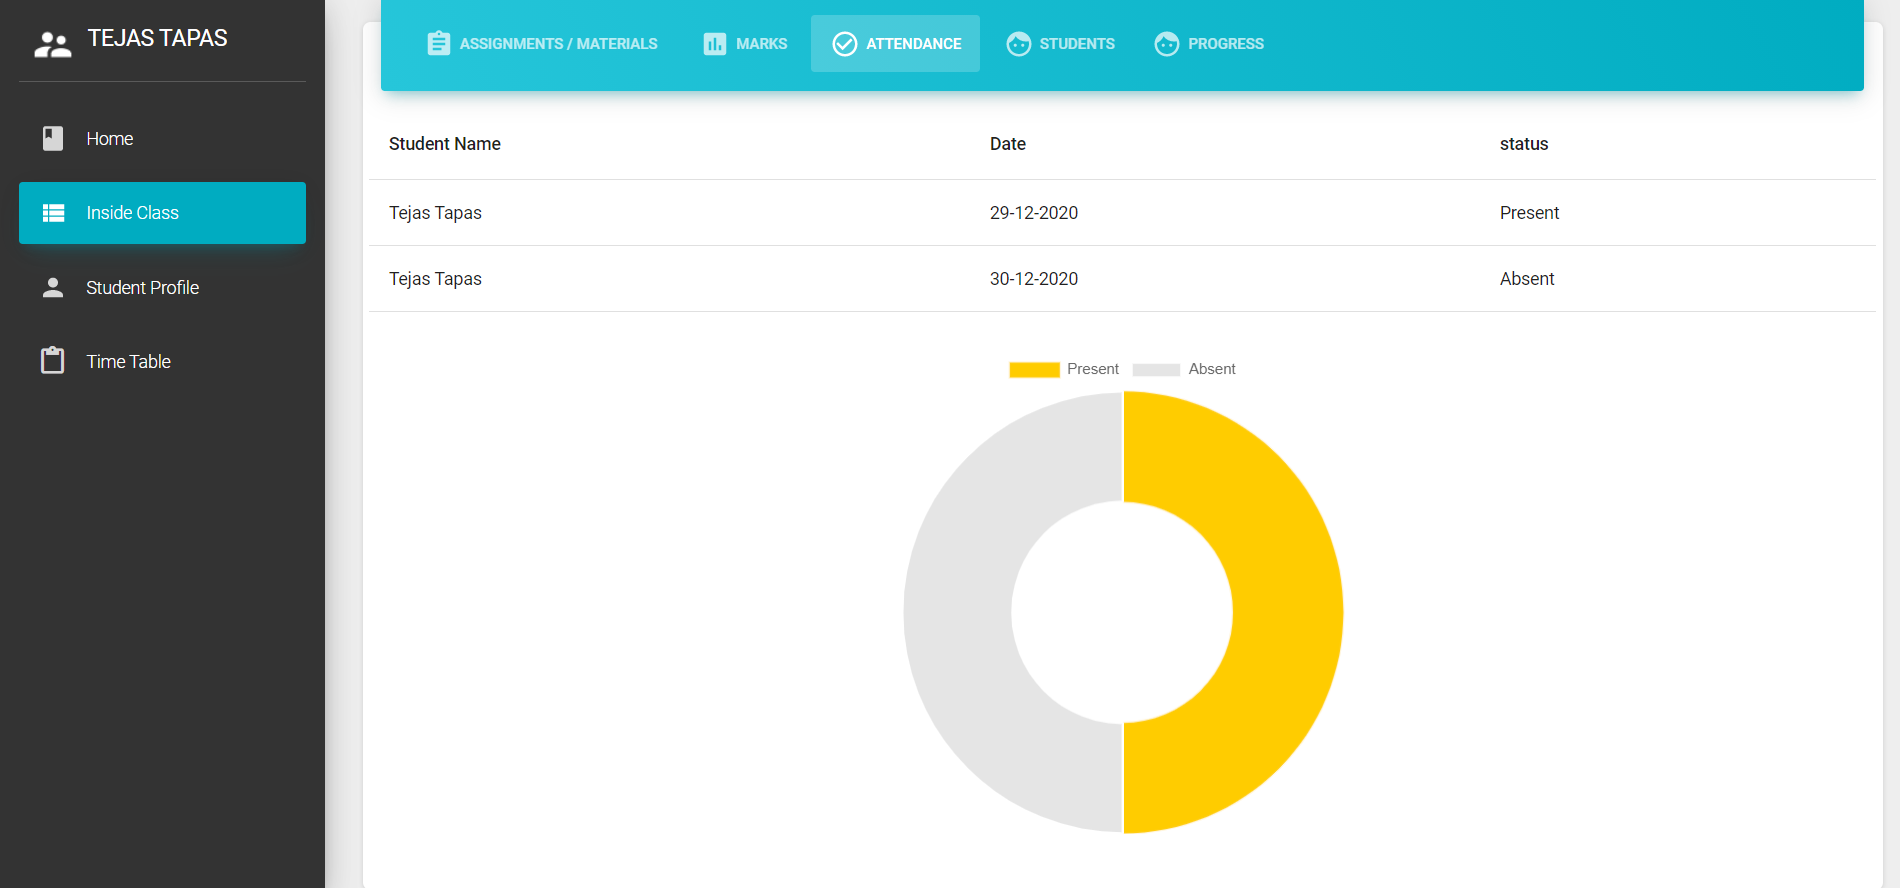 TEJAS TAPAS
Home
Inside Class
Student Profile
Time Table
ASSIGNMENTS / MATERIALS MARKS ATTENDANCE STUDENTS PROGRESS
Student Name Date status
Tejas Tapas 29-12-2020 Present
Tejas Tapas 30-12-2020 Absent
Present Absent